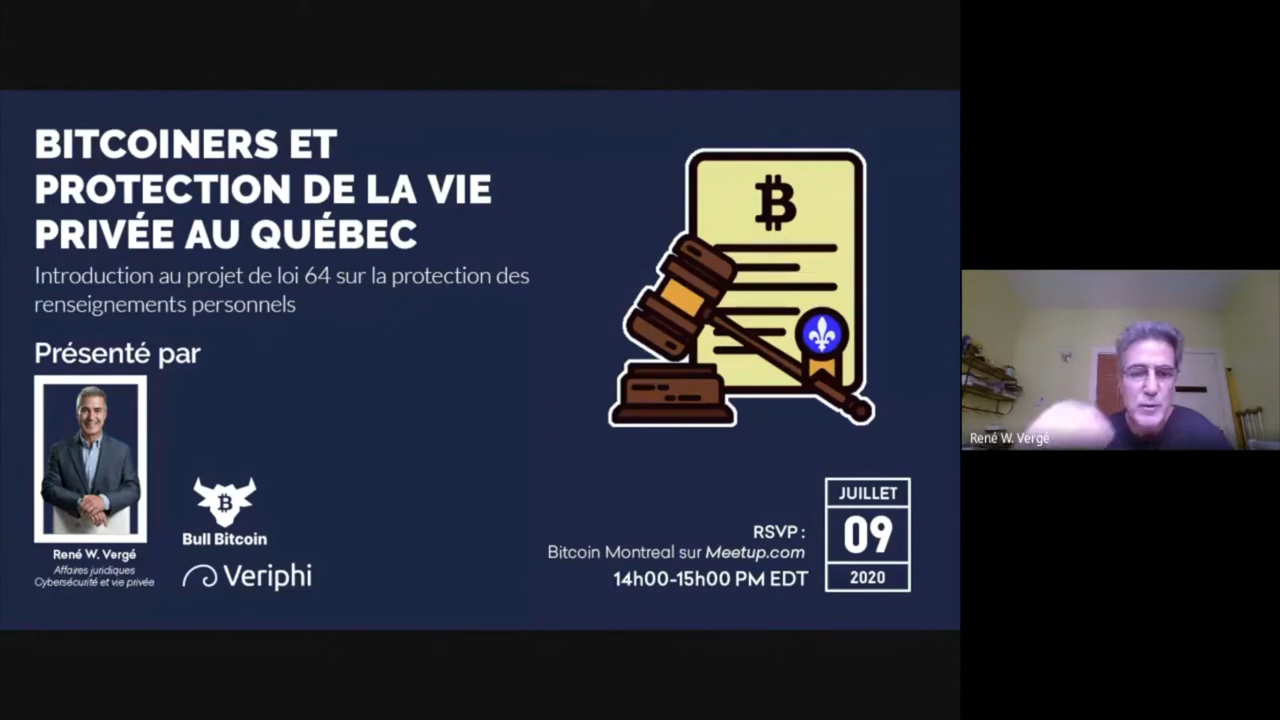 BITCOINERS ET
PROTECTION DE LA VIE
PRIVÉE AU QUÉBEC
Introduction au projet de loi 64 sur la protection des
renseignements personnels
Présenté par
René W. Vergé
Affaires juridiques
Cybersécurité et vie privée
Bull Bitcoin
Veriphi
RSVP :
Bitcoin Montreal sur Meetup.com
14h00-15h00 PM EDT
JUILLET
09
2020
René W. Vergé